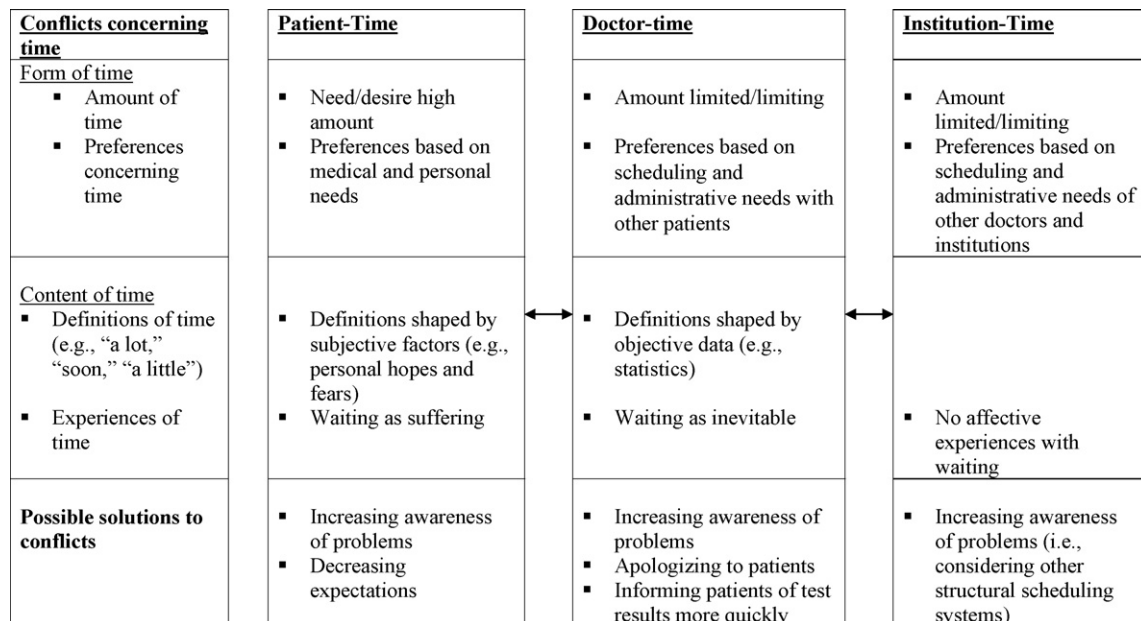 Conflicts concerning
time
Form of time
▪ Amount of
time
▪ Preferences
concerning
time
Content of time
▪ Definitions of time
(e.g., “a lot,”
“soon,” “a little”)
▪ Experiences of
time
Possible solutions to
conflicts
Patient-Time
▪ Need/desire high
amount
▪ Preferences based on
medical and personal
needs
▪ Definitions shaped by
subjective factors (e.g.,
personal hopes and
fears)
▪ Waiting as suffering
▪ Increasing awareness
of problems
▪ Decreasing
expectations
Doctor-time
▪ Amount limited/limiting
▪ Preferences based on
scheduling and
administrative needs with
other patients
▪ Definitions shaped by
objective data (e.g.,
statistics)
▪ Waiting as inevitable
▪ Increasing awareness of
problems
▪ Apologizing to patients
▪ Informing patients of test
results more quickly
Institution-Time
▪ Amount
limited/limiting
▪ Preferences based on
scheduling and
administrative needs of
other doctors and
institutions
▪ No affective
experiences with
waiting
▪ Increasing awareness
of problems (i.e.,
considering other
structural scheduling
systems)